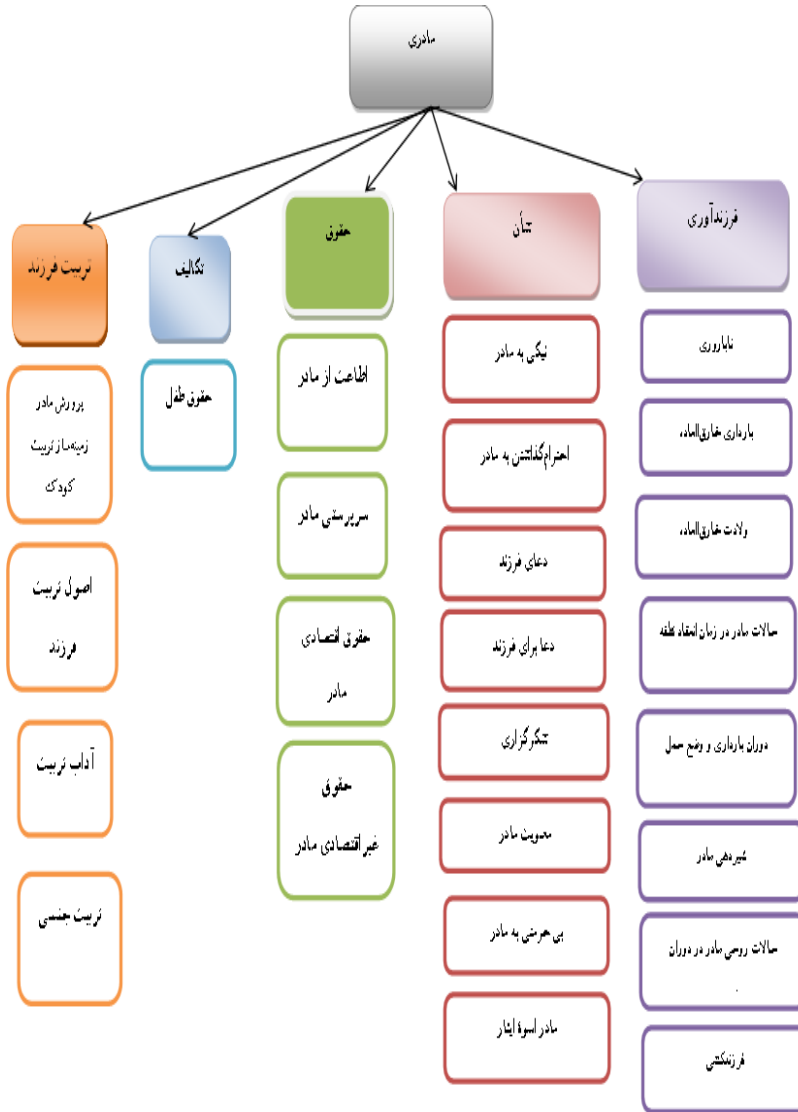 مادری
فرزندآوری
ناباروری
بارداری خارق‌العاده
ولادت خارق‌العاده
حالات مادر در زمان انعقاد نطفه
دوران بارداری و وضع حمل
شیردهی مادر
حالات روحی مادر در دوران
فرزندکشی
شأن
نیکی به مادر
احترام‌گذاشتن به مادر
دعای فرزند
دعا برای فرزند
شکرگزاری
محبوبیت مادر
بی حرمتی به مادر
مادر اسوهٔ ایثار
حقوق
اطاعت از مادر
سرپرستی مادر
حقوق اقتصادی
مادر
حقوق
غیراقتصادی مادر
تکالیف
حقوق طفل
تربیت فرزند
پرورش مادر
زمینه‌ساز تربیت
کودک
اصول تربیت
فرزند
آداب تربیت
تربیت جنسی